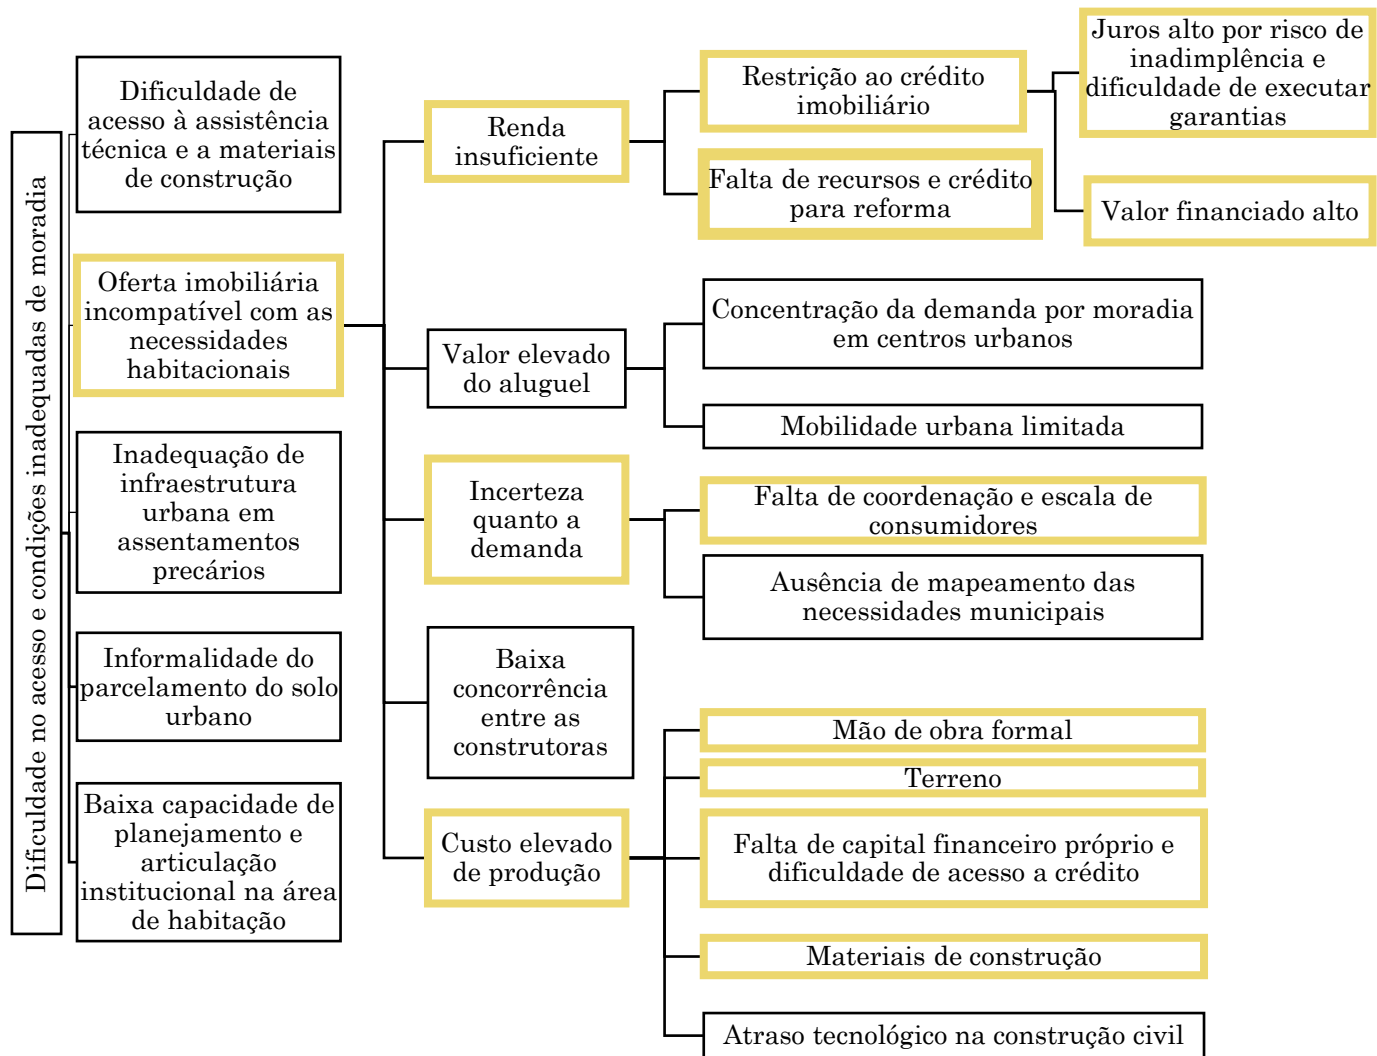 Dificuldade no acesso e condições inadequadas de moradia
Dificuldade de
acesso à assistência
técnica e a materiais
de construção
Oferta imobiliária
incompatível com as
necessidades
habitacionais
Inadequação de
infraestrutura
urbana em
assentamentos
precários
Informalidade do
parcelamento do solo
urbano
Baixa capacidade de
planejamento e
articulação
institucional na área
de habitação
Renda
insuficiente
Valor elevado
do aluguel
Incerteza
quanto a
demanda
Baixa
concorrência
entre as
construtoras
Custo elevado
de produção
Restrição ao crédito
imobiliário
Falta de recursos e crédito
para reforma
Concentração da demanda por moradia
em centros urbanos
Mobilidade urbana limitada
Falta de coordenação e escala de
consumidores
Ausência de mapeamento das
necessidades municipais
Mão de obra formal
Terreno
Falta de capital financeiro próprio e
dificuldade de acesso a crédito
Materiais de construção
Atraso tecnológico na construção civil
Juros alto por risco de
inadimplência e
dificuldade de executar
garantias
Valor financiado alto